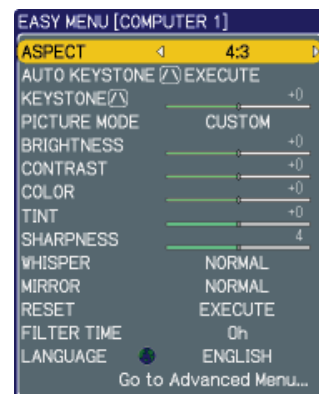 EASY MENU [COMPUTER 1]
ASPECT 4:3
AUTO KEYSTONE EXECUTE
KEYSTONE +0
PICTURE MODE CUSTOM
BRIGHTNESS +0
CONTRAST +0
COLOR +0
TINT +0
SHARPNESS 4
WHISPER NORMAL
MIRROR NORMAL
RESET EXECUTE
FILTER TIME 0h
LANGUAGE ENGLISH
Go to Advanced Menu...